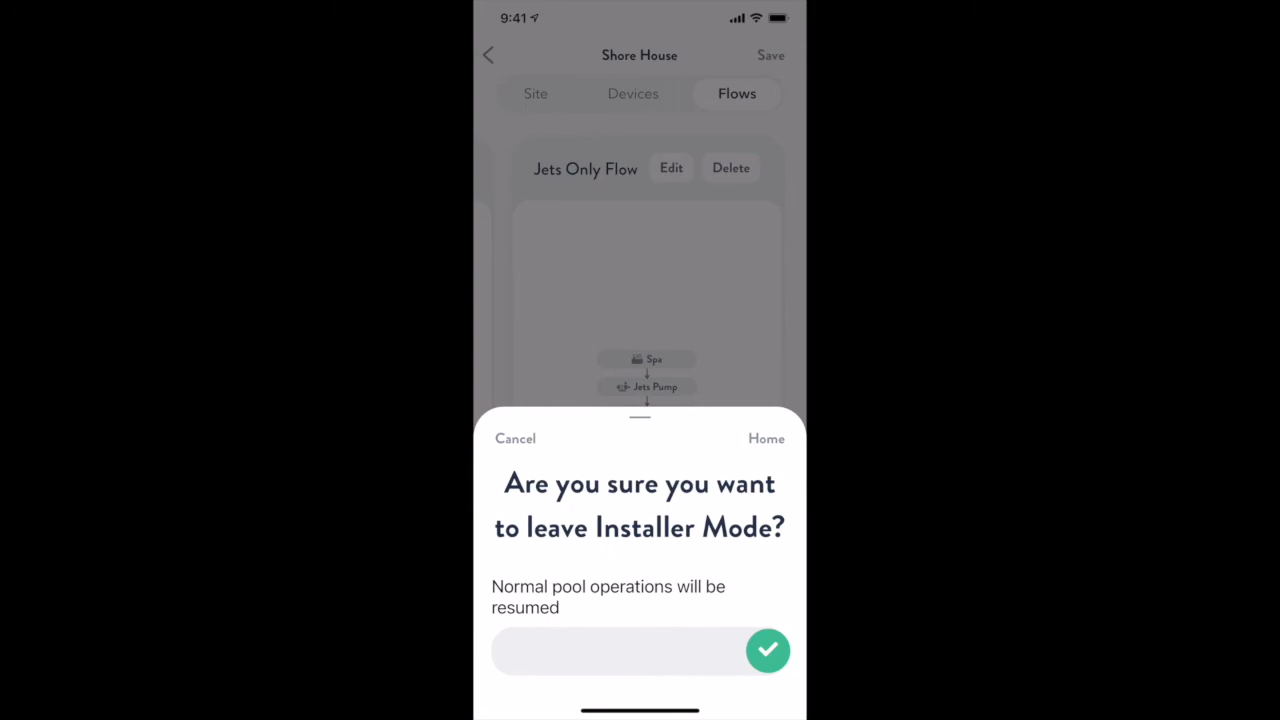 9:41
Shore House
Save
Site
Devices
Flows
Jets Only Flow
Edit
Delete
Spa
Jets Pump
Cancel
Home
Are you sure you want
to leave Installer Mode?
Normal pool operations will be
resumed